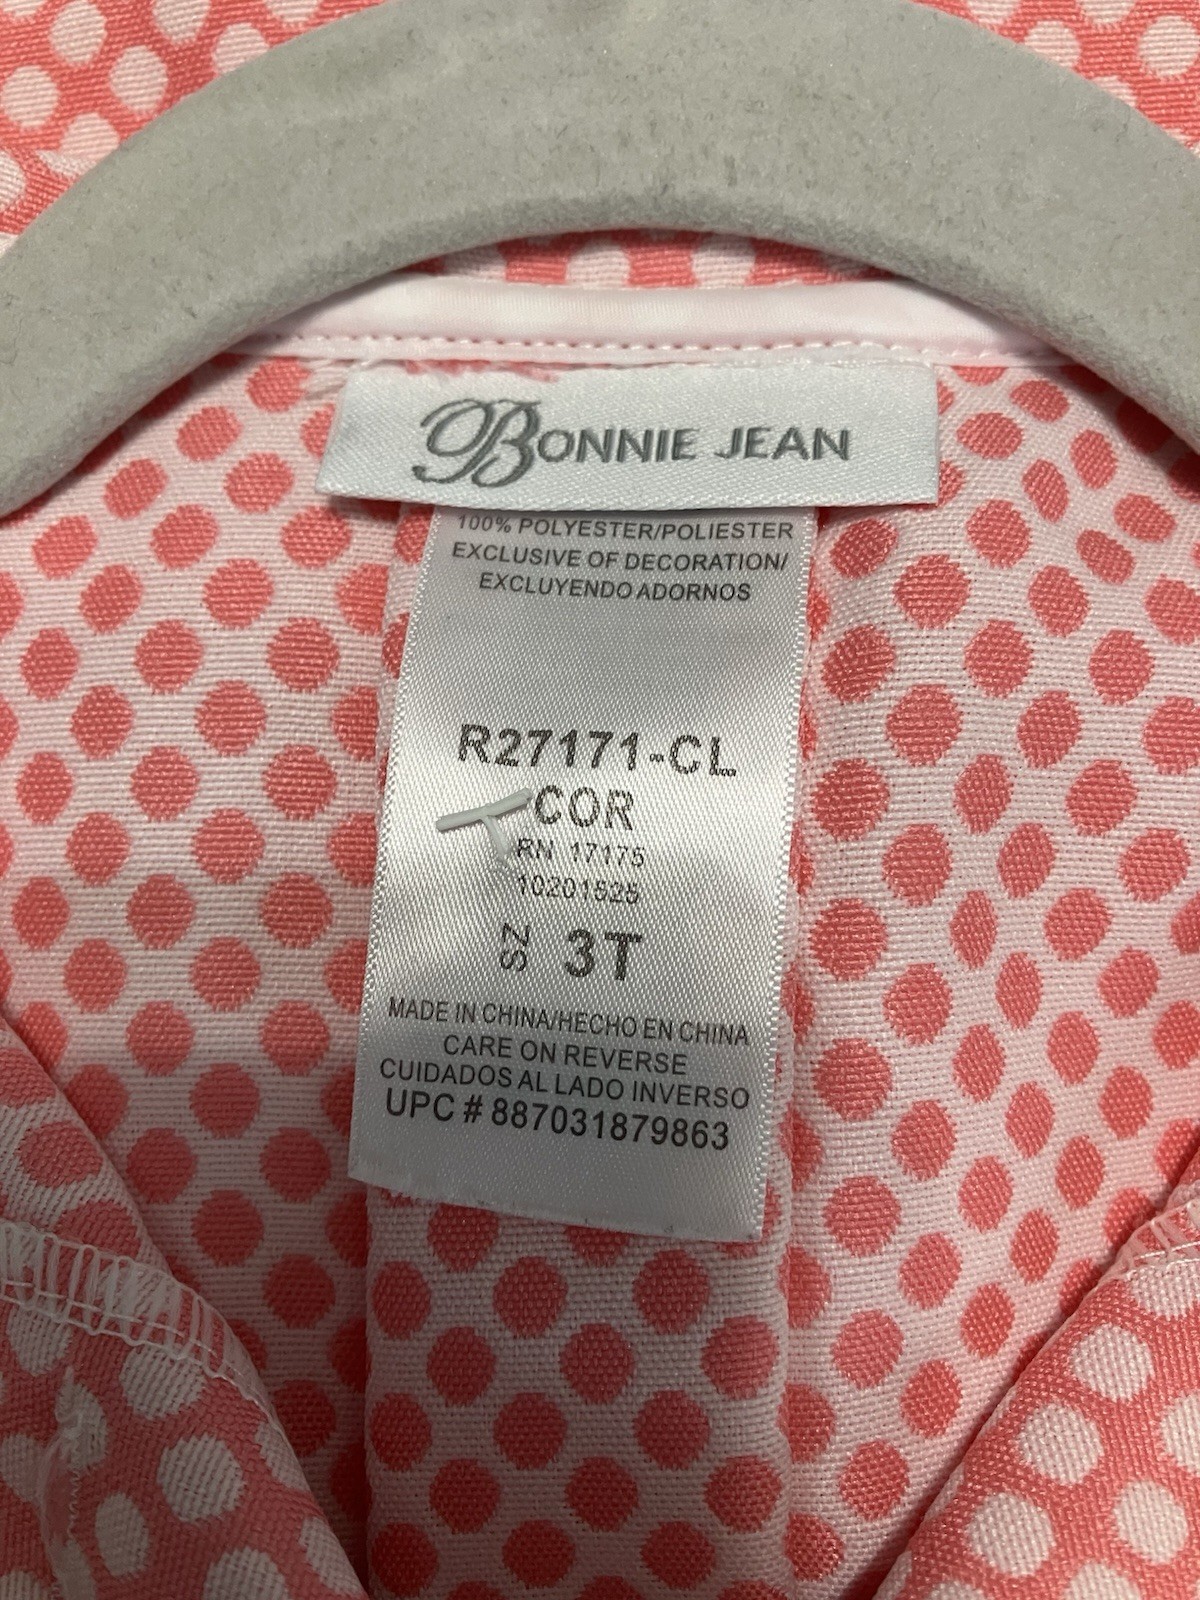 BONNIE JEAN
100% POLYESTER/POLIESTER
EXCLUSIVE OF DECORATION/
EXCLUYENDO ADORNOS
R27171-CL
COR
RN 17175
10201525
SZ 3T
MADE IN CHINA/HECHO EN CHINA
CARE ON REVERSE
CUIDADOS AL LADO INVERSO
UPC # 887031879863